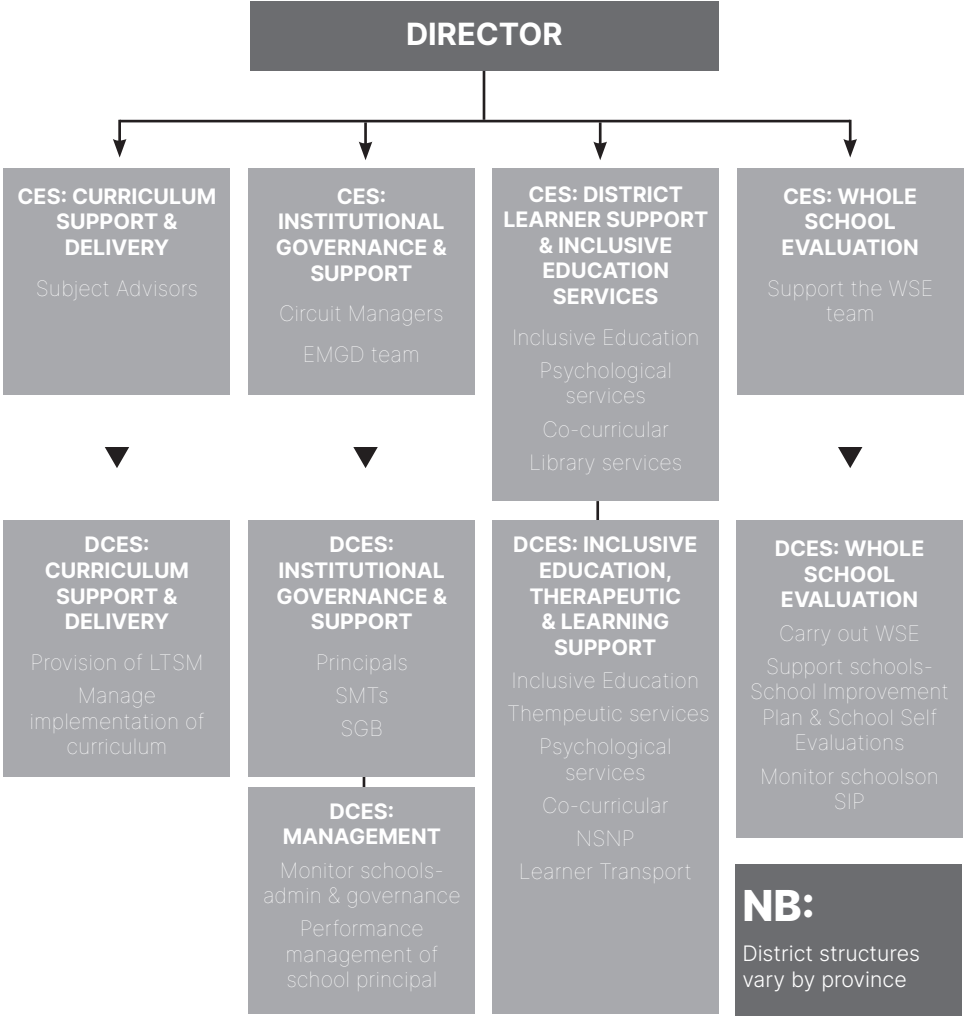 DIRECTOR
CES: CURRICULUM
SUPPORT &
DELIVERY
Subject Advisors
CES:
INSTITUTIONAL
GOVERNANCE &
SUPPORT
Circuit Managers
EMGD team
CES: DISTRICT
LEARNER SUPPORT
& INCLUSIVE
EDUCATION
SERVICES
Inclusive Education
Psychological
services
Co-curricular
Library services
CES: WHOLE
SCHOOL
EVALUATION
Support the WSE
team
DCES:
CURRICULUM
SUPPORT &
DELIVERY
Provision of LTSM
Manage
implementation of
curriculum
DCES:
INSTITUTIONAL
GOVERNANCE &
SUPPORT
Principals
SMTs
SGB
DCES:
MANAGEMENT
Monitor schools-
admin & governance
Performance
management of
school principal
DCES: INCLUSIVE
EDUCATION,
THERAPEUTIC
& LEARNING
SUPPORT
Inclusive Education
Thempeutic services
Psychological
services
Co-curricular
NSNP
Learner Transport
DCES: WHOLE
SCHOOL
EVALUATION
Carry out WSE
Support schools-
School Improvement
Plan & School Self
Evaluations
Monitor schoolson
SIP
NB:
District structures
vary by province